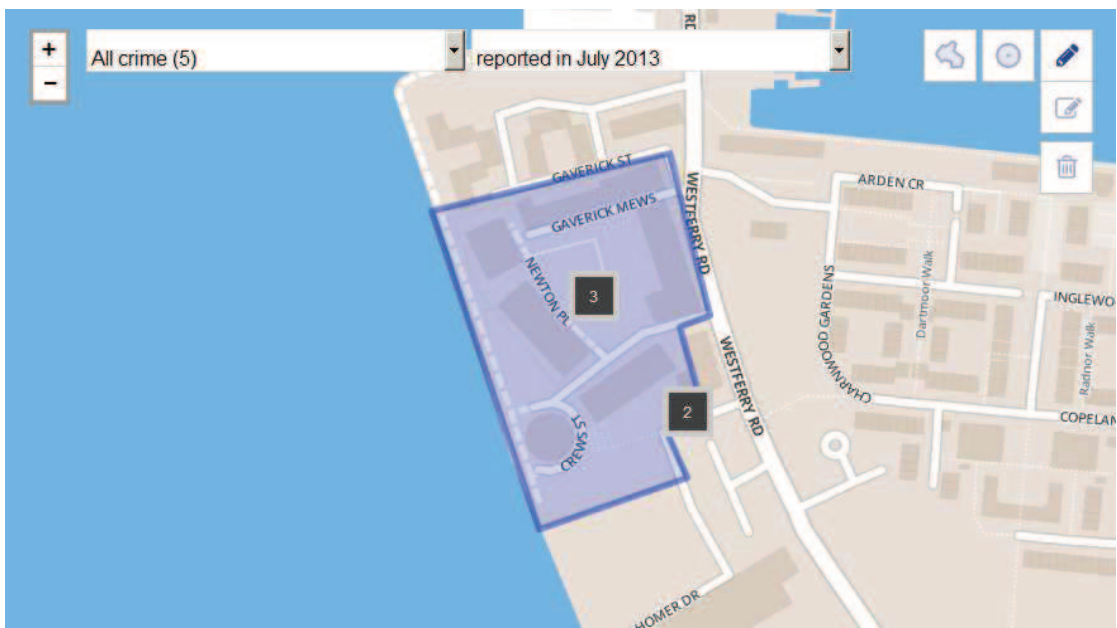 +
All crime (5)
reported in July 2013
−
RD
GAVERICK ST
GAVERICK MEWS
WESTFERRY RD
ARDEN CR
NEWTON PL
3
Dartmoor Walk
CHARNWOOD GARDENS
INGLEWO
Radnor Walk
WESTFERRY RD
2
CREWS ST
COPELAN
HOMER DR